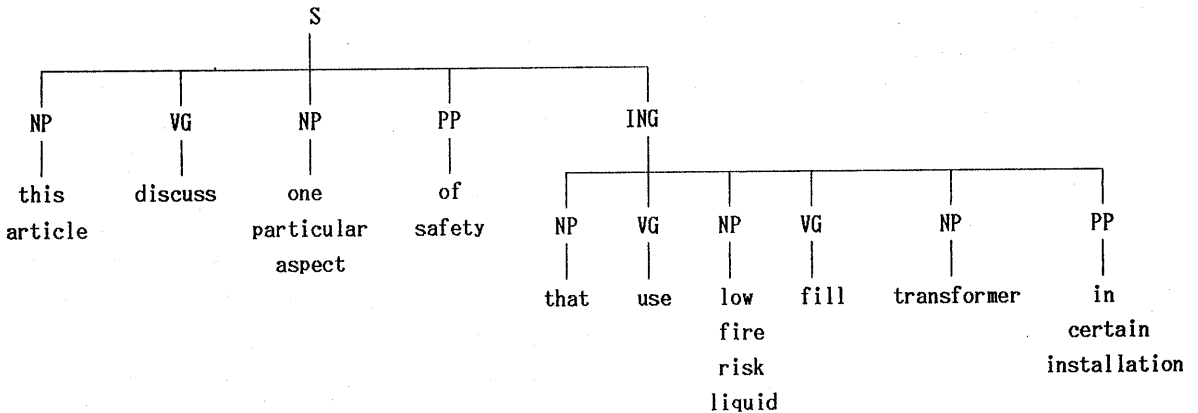 S
NP VG NP PP ING
this discuss one of
article particular safety
aspect
NP VG NP VG NP PP
that use low fill transformer in
fire certain
risk installation
liquid